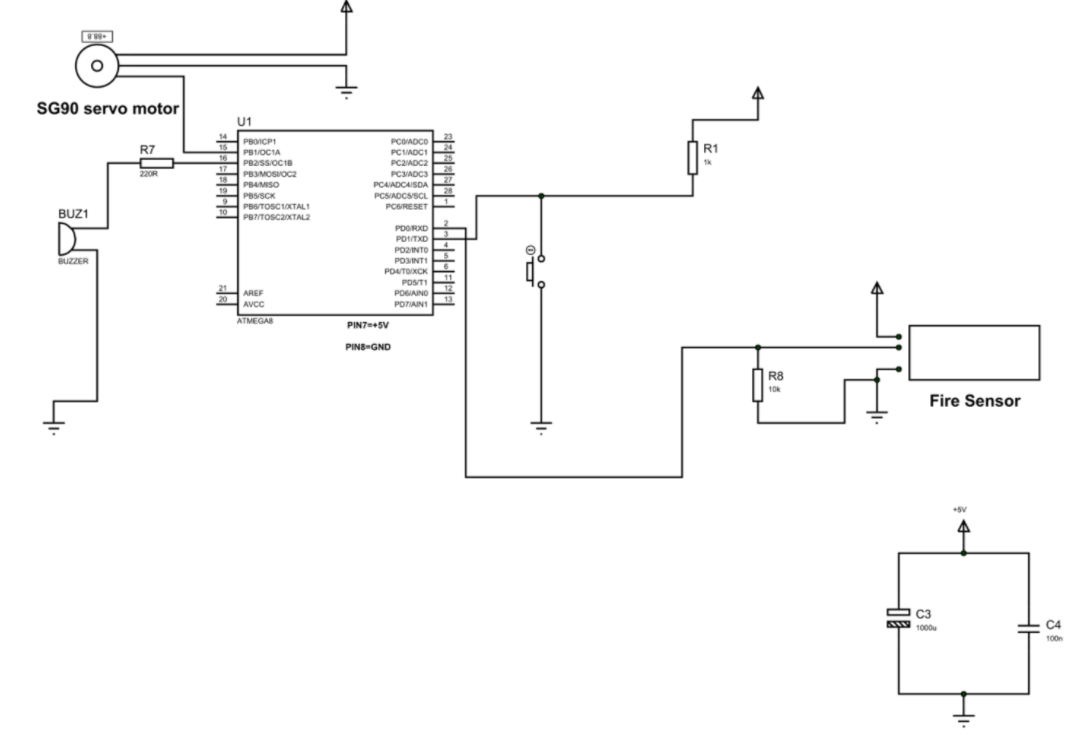 +88.8
SG90 servo motor
U1
14 PB0/ICP1
15 PB1/OC1A
16 PB2/SS/OC1B
17 PB3/MOSI/OC2
18 PB4/MISO
19 PB5/SCK
9 PB6/TOSC1/XTAL1
10 PB7/TOSC2/XTAL2
21 AREF
20 AVCC
PC0/ADC0 23
PC1/ADC1 24
PC2/ADC2 25
PC3/ADC3 26
PC4/ADC4/SDA 27
PC5/ADC5/SCL 28
PC6/RESET 1
PD0/RXD 2
PD1/TXD 3
PD2/INT0 4
PD3/INT1 5
PD4/T0/XCK 6
PD5/T1 11
PD6/AIN0 12
PD7/AIN1 13
ATMEGA8
PIN7=+5V
PIN8=GND
R7
220R
BUZ1
BUZZER
R1
1k
R8
10k
Fire Sensor
+5V
C3
1000u
C4
100n